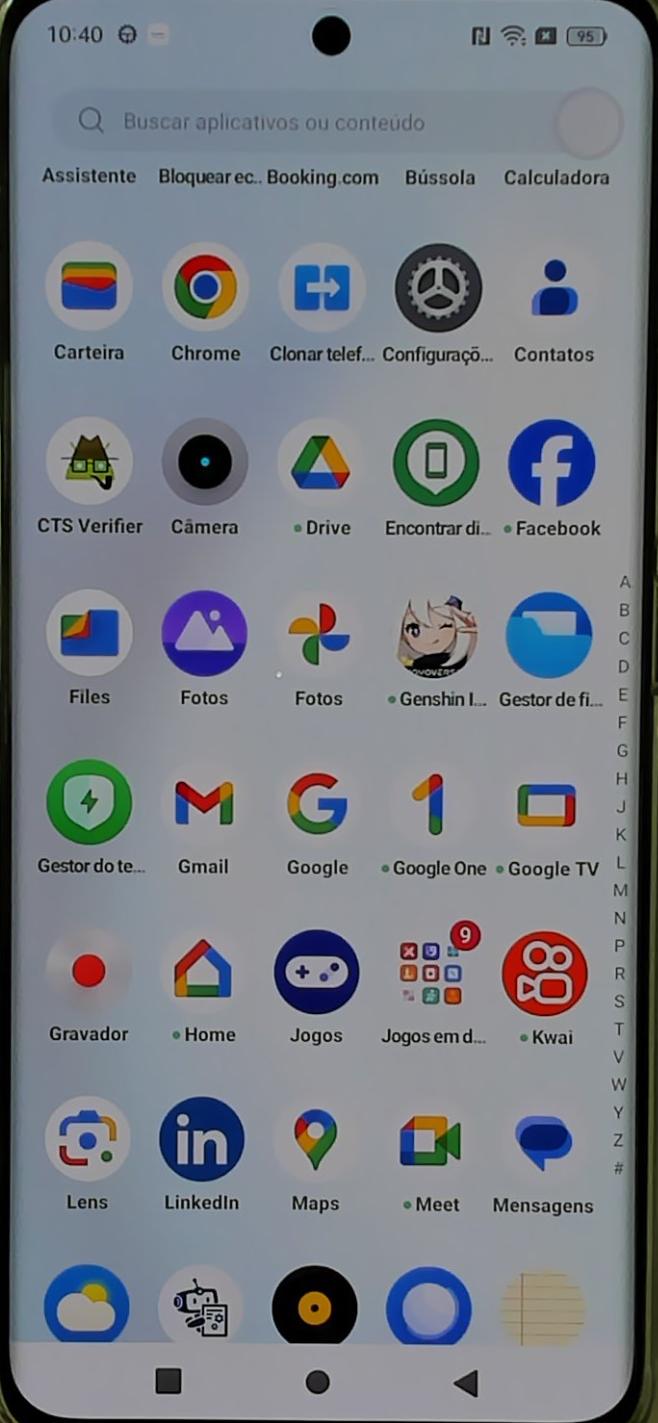 10:40 95
Buscar aplicativos ou conteúdo
Assistente Bloquear ec.. Booking.com Bússola Calculadora
Carteira Chrome Clonar telef... Configuraçõ... Contatos
CTS Verifier Câmera Drive Encontrar di... Facebook
Files Fotos Fotos Genshin I... Gestor de fi...
Gestor do te... Gmail Google Google One Google TV
9
Gravador Home Jogos Jogos em d... Kwai
in
Lens LinkedIn Maps Meet Mensagens
A
B
C
D
E
F
G
H
J
K
L
M
N
P
R
S
T
V
W
Y
Z
#